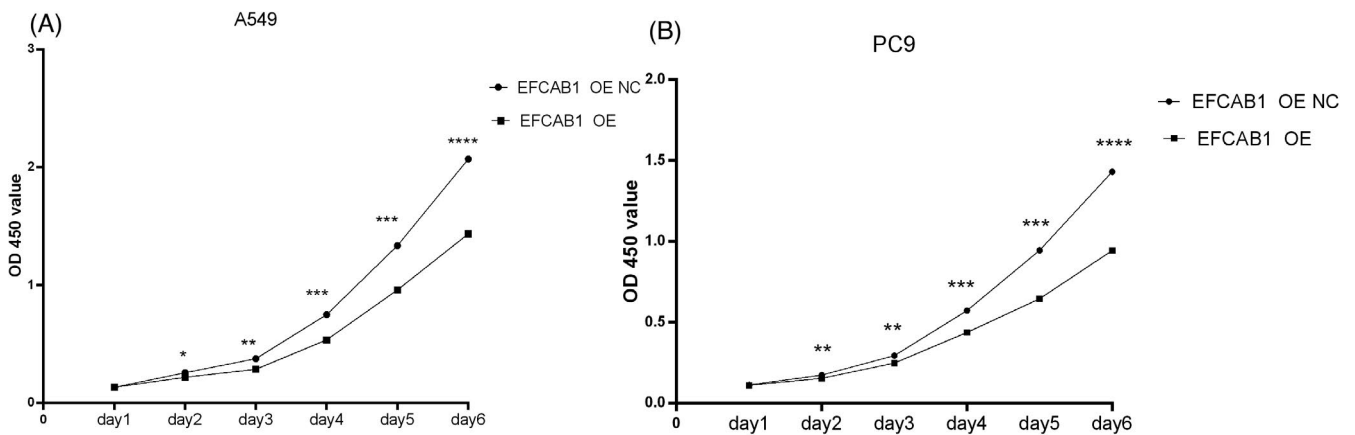 (A)
A549
3
2
1
0
OD 450 value
EFCAB1 OE NC
EFCAB1 OE
*
**
***
***
****
0
day1
day2
day3
day4
day5
day6
(B)
PC9
2.0
1.5
1.0
0.5
0.0
OD 450 value
EFCAB1 OE NC
EFCAB1 OE
**
**
***
***
****
0
day1
day2
day3
day4
day5
day6